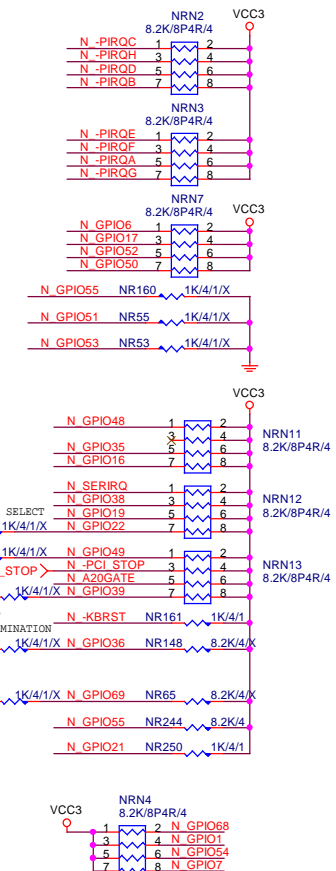 NRN2 VCC3
8.2K/8P4R/4
N_-PIRQC 1 2
N_-PIRQH 3 4
N_-PIRQD 5 6
N_-PIRQB 7 8
NRN3
8.2K/8P4R/4
N_-PIRQE 1 2
N_-PIRQF 3 4
N_-PIRQA 5 6
N_-PIRQG 7 8
NRN7
8.2K/8P4R/4 VCC3
N_GPIO6 1 2
N_GPIO17 3 4
N_GPIO52 5 6
N_GPIO50 7 8
N_GPIO55 NR160 1K/4/1/X
N_GPIO51 NR55 1K/4/1/X
N_GPIO53 NR53 1K/4/1/X
VCC3
N_GPIO48 1 2
3 4 NRN11
N_GPIO35 5 6 8.2K/8P4R/4
N_GPIO16 7 8
N_SERIRQ 1 2
N_GPIO38 3 4 NRN12
SELECT N_GPIO19 5 6 8.2K/8P4R/4
1K/4/1/X N_GPIO22 7 8
1K/4/1/X N_GPIO49 1 2
_STOP N_-PCI_STOP 3 4 NRN13
N_A20GATE 5 6 8.2K/8P4R/4
1K/4/1/X N_GPIO39 7 8
N_-KBRST NR161 1K/4/1
MINATION
1K/4/1/X N_GPIO36 NR148 8.2K/4/X
1K/4/1/X N_GPIO69 NR65 8.2K/4/X
N_GPIO55 NR244 8.2K/4
N_GPIO21 NR250 1K/4/1
NRN4
VCC3 8.2K/8P4R/4
1 2 N_GPIO68
3 4 N_GPIO1
5 6 N_GPIO54
7 8 N_GPIO7